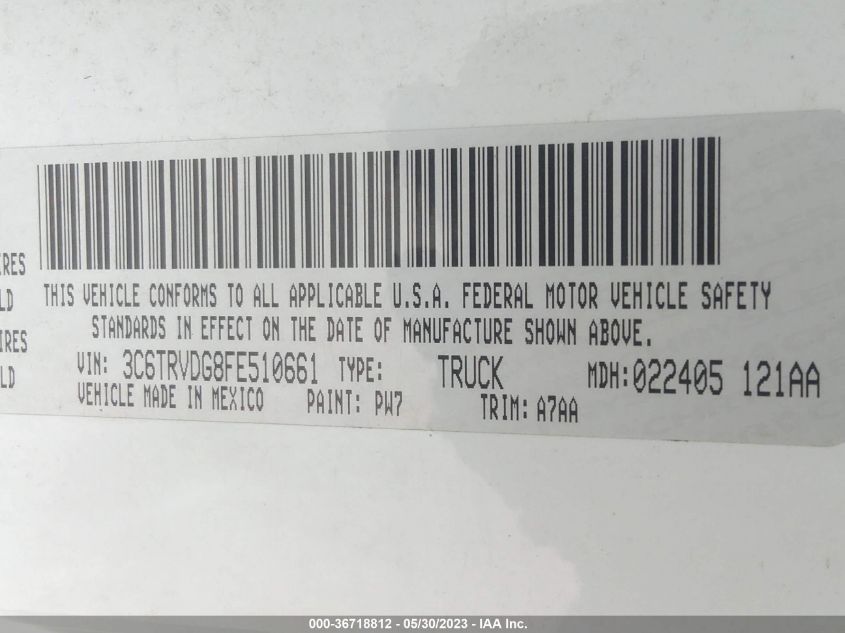 IRES
LD
THIS VEHICLE CONFORMS TO ALL APPLICABLE U.S.A. FEDERAL MOTOR VEHICLE SAFETY
STANDARDS IN EFFECT ON THE DATE OF MANUFACTURE SHOWN ABOVE.
IRES
LD
VIN: 3C6TRVDG8FE510661 TYPE: TRUCK MDH:022405 121AA
VEHICLE MADE IN MEXICO PAINT: PW7 TRIM: A7AA
000-36718812 - 05/30/2023 - IAA Inc.